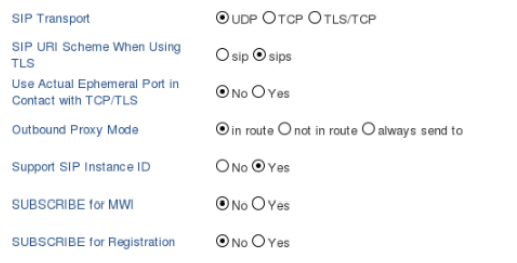 SIP Transport UDP TCP TLS/TCP
SIP URI Scheme When Using
TLS
sip sips
Use Actual Ephemeral Port in
Contact with TCP/TLS
No Yes
Outbound Proxy Mode in route not in route always send to
Support SIP Instance ID No Yes
SUBSCRIBE for MWI No Yes
SUBSCRIBE for Registration No Yes